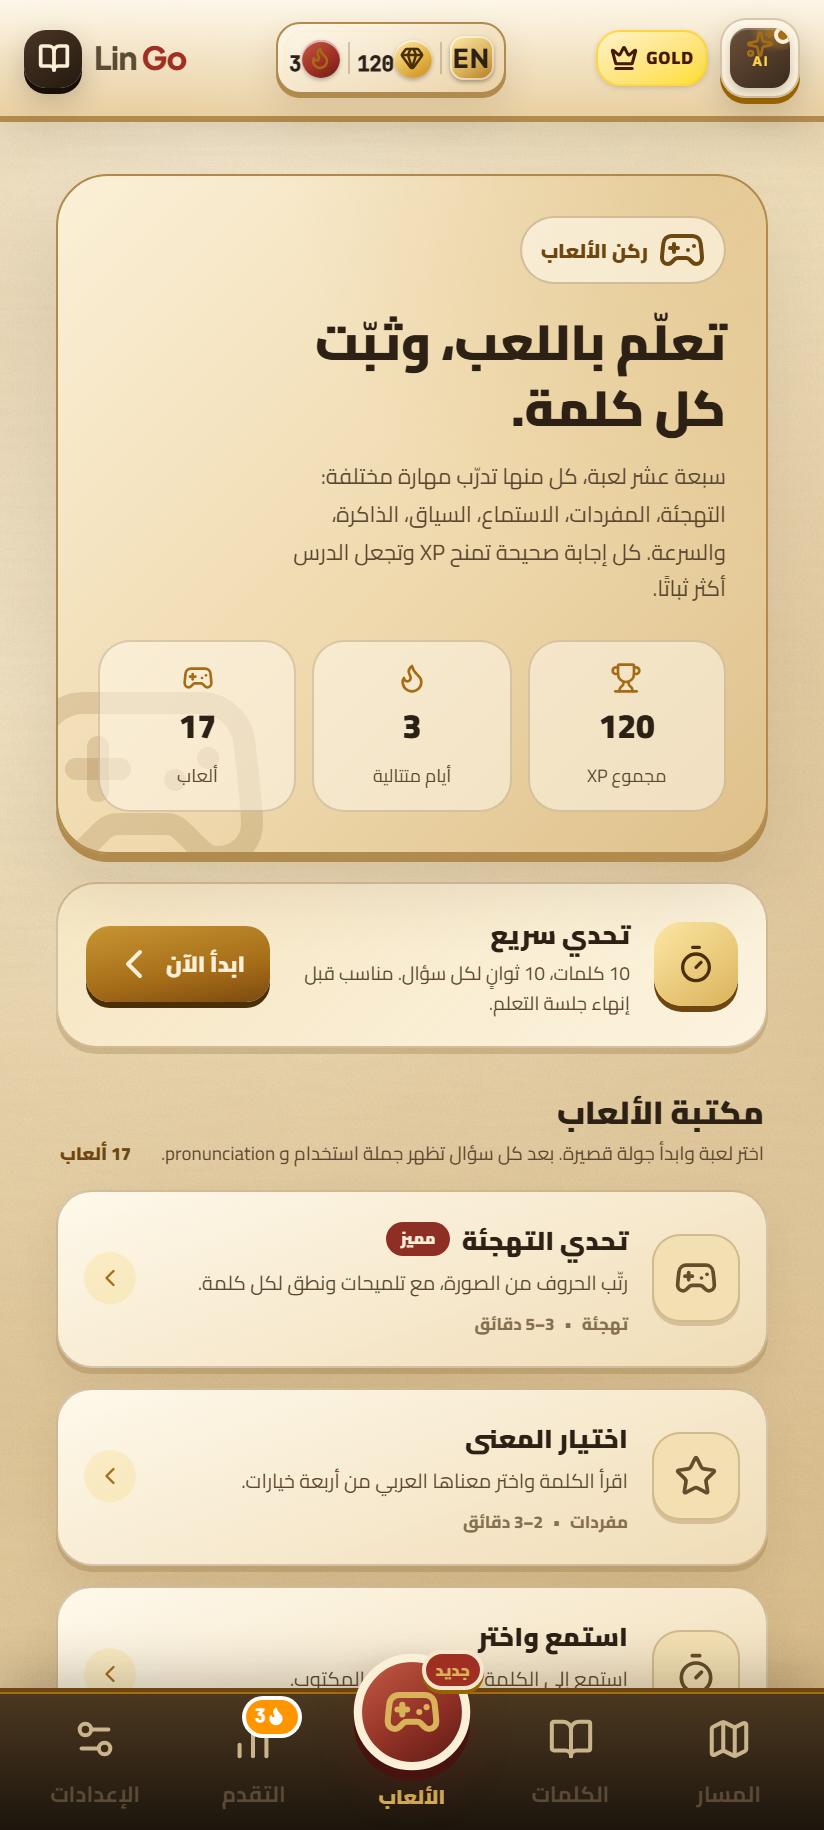 Lin Go
3
120
EN
GOLD
AI
ركن الألعاب
تعلّم باللعب، وثبّت
كل كلمة.
سبعة عشر لعبة، كل منها تدرّب مهارة مختلفة:
التهجئة، المفردات، الاستماع، السياق، الذاكرة،
والسرعة. كل إجابة صحيحة تمنح XP وتجعل الدرس
أكثر ثباتًا.
120
مجموع XP
3
أيام متتالية
17
ألعاب
تحدي سريع
10 كلمات، 10 ثوانٍ لكل سؤال. مناسب قبل
إنهاء جلسة التعلم.
ابدأ الآن
مكتبة الألعاب
اختر لعبة وابدأ جولة قصيرة. بعد كل سؤال تظهر جملة استخدام و pronunciation.
17 ألعاب
تحدي التهجئة
مميز
رتّب الحروف من الصورة، مع تلميحات ونطق لكل كلمة.
تهجئة • 3–5 دقائق
اختيار المعنى
اقرأ الكلمة واختر معناها العربي من أربعة خيارات.
مفردات • 2–3 دقائق
استمع واختر
استمع إلى الكلمة
المكتوب.
جديد
3
المسار
الكلمات
الألعاب
التقدم
الإعدادات